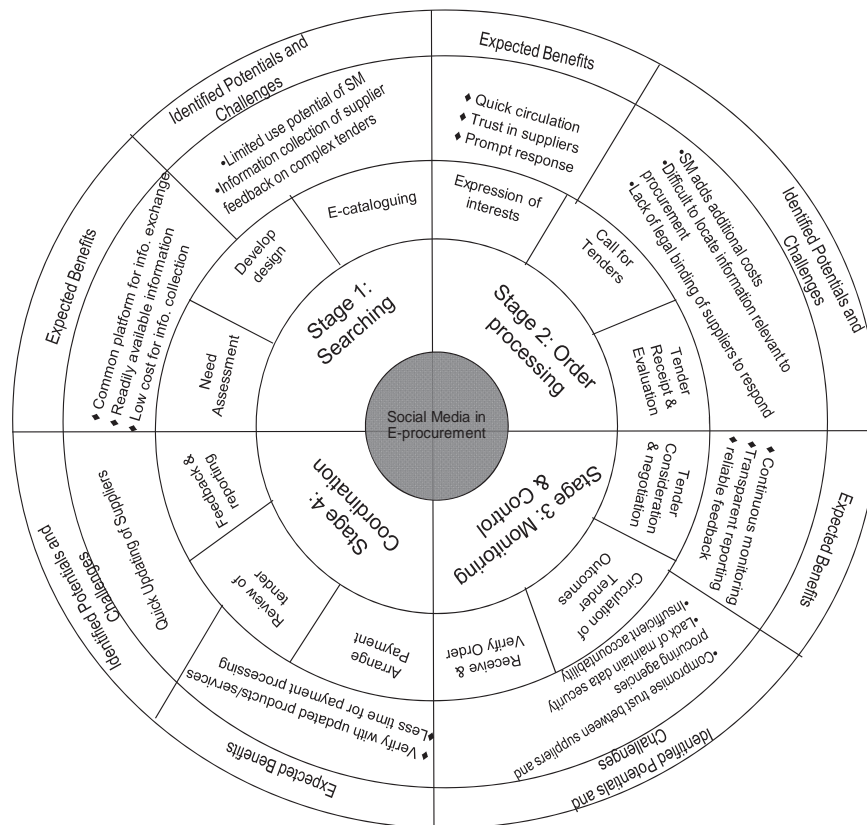 Social Media in
E-procurement
Stage 1:
Searching
Need
Assessment
Develop
design
E-cataloguing
Expected Benefits
♦ Common platform for info. exchange
♦ Readily available information
♦ Low cost for info. collection
Identified Potentials and
Challenges
•Limited use potential of SM
•Information collection of supplier
feedback on complex tenders
Stage 2: Order
processing
Expression of
interests
Call for
Tenders
Tender
Receipt &
Evaluation
Expected Benefits
♦ Quick circulation
♦ Trust in suppliers
♦ Prompt response
Identified Potentials and
Challenges
•SM adds additional costs
•Difficult to locate information relevant to
procurement
•Lack of legal binding of suppliers to respond
Stage 3: Monitoring
& Control
Tender
Consideration
& negotiation
Circulation of
Tender
Outcomes
Receive &
Verify Order
Expected Benefits
♦ Continuous monitoring
♦ Transparent reporting
♦ reliable feedback
Identified Potentials and
Challenges
•Compromise trust between suppliers and
procuring agencies
•Lack of maintain data security
•Insufficient accountability
Stage 4:
Coordination
Arrange
Payment
Review of
tender
Feedback &
reporting
Expected Benefits
♦ Verify with updated products/services
♦Less time for payment processing
Identified Potentials and
Challenges
Quick Updating of Suppliers